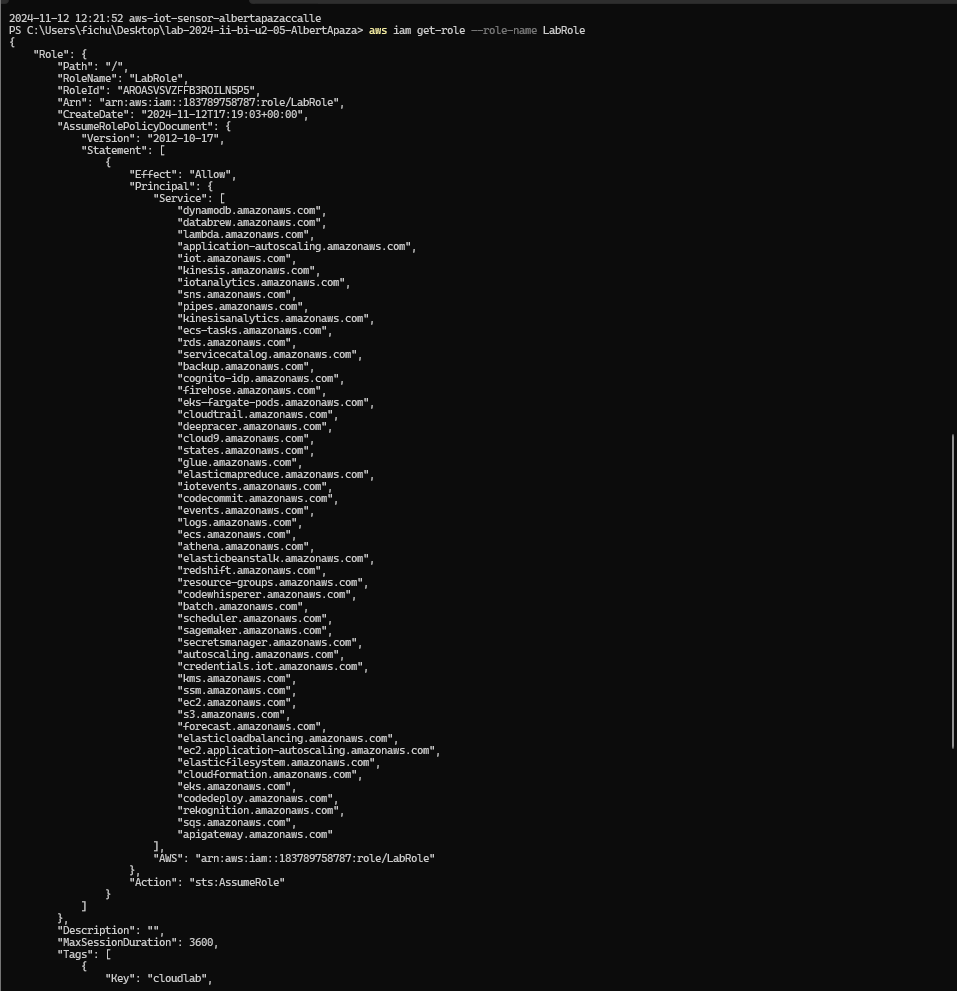 2024-11-12 12:21:52 aws-iot-sensor-albertapazaccalle
PS C:\Users\fichu\Desktop\lab-2024-ii-bi-u2-05-AlbertApaza> aws iam get-role --role-name LabRole
{
    "Role": {
        "Path": "/",
        "RoleName": "LabRole",
        "RoleId": "AROASVSVZFFB3ROILN5P5",
        "Arn": "arn:aws:iam::183789758787:role/LabRole",
        "CreateDate": "2024-11-12T17:19:03+00:00",
        "AssumeRolePolicyDocument": {
            "Version": "2012-10-17",
            "Statement": [
                {
                    "Effect": "Allow",
                    "Principal": {
                        "Service": [
                            "dynamodb.amazonaws.com",
                            "databrew.amazonaws.com",
                            "lambda.amazonaws.com",
                            "application-autoscaling.amazonaws.com",
                            "iot.amazonaws.com",
                            "kinesis.amazonaws.com",
                            "iotanalytics.amazonaws.com",
                            "sns.amazonaws.com",
                            "pipes.amazonaws.com",
                            "kinesisanalytics.amazonaws.com",
                            "ecs-tasks.amazonaws.com",
                            "rds.amazonaws.com",
                            "servicecatalog.amazonaws.com",
                            "backup.amazonaws.com",
                            "cognito-idp.amazonaws.com",
                            "firehose.amazonaws.com",
                            "eks-fargate-pods.amazonaws.com",
                            "cloudtrail.amazonaws.com",
                            "deepracer.amazonaws.com",
                            "cloud9.amazonaws.com",
                            "states.amazonaws.com",
                            "glue.amazonaws.com",
                            "elasticmapreduce.amazonaws.com",
                            "iotevents.amazonaws.com",
                            "codecommit.amazonaws.com",
                            "events.amazonaws.com",
                            "logs.amazonaws.com",
                            "ecs.amazonaws.com",
                            "athena.amazonaws.com",
                            "elasticbeanstalk.amazonaws.com",
                            "redshift.amazonaws.com",
                            "resource-groups.amazonaws.com",
                            "codewhisperer.amazonaws.com",
                            "batch.amazonaws.com",
                            "scheduler.amazonaws.com",
                            "sagemaker.amazonaws.com",
                            "secretsmanager.amazonaws.com",
                            "autoscaling.amazonaws.com",
                            "credentials.iot.amazonaws.com",
                            "kms.amazonaws.com",
                            "ssm.amazonaws.com",
                            "ec2.amazonaws.com",
                            "s3.amazonaws.com",
                            "forecast.amazonaws.com",
                            "elasticloadbalancing.amazonaws.com",
                            "ec2.application-autoscaling.amazonaws.com",
                            "elasticfilesystem.amazonaws.com",
                            "cloudformation.amazonaws.com",
                            "eks.amazonaws.com",
                            "codedeploy.amazonaws.com",
                            "rekognition.amazonaws.com",
                            "sqs.amazonaws.com",
                            "apigateway.amazonaws.com"
                        ],
                        "AWS": "arn:aws:iam::183789758787:role/LabRole"
                    },
                    "Action": "sts:AssumeRole"
                }
            ]
        },
        "Description": "",
        "MaxSessionDuration": 3600,
        "Tags": [
            {
                "Key": "cloudlab",